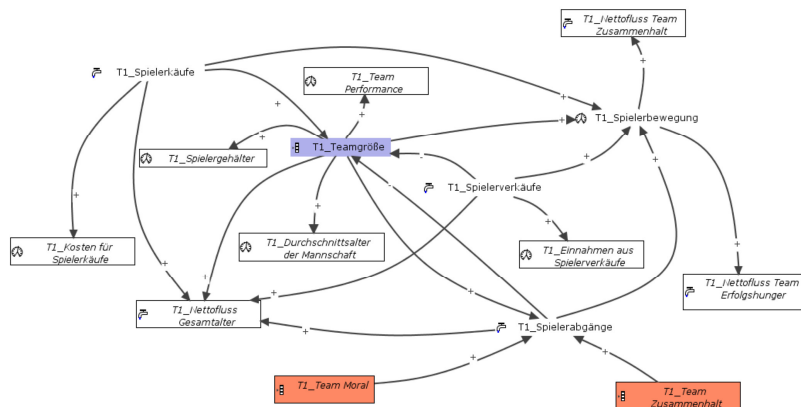 T1_Nettofluss Team
Zusammenhalt
T1_Spielerkäufe
T1_Team
Performance
T1_Spielerbewegung
T1_Teamgröße
T1_Spielergehälter
T1_Spielerverkäufe
T1_Kosten für
Spielerkäufe
T1_Durchschnittsalter
der Mannschaft
T1_Einnahmen aus
Spielerverkäufe
T1_Nettofluss Team
Erfolgshunger
T1_Nettofluss
Gesamtalter
T1_Spielerabgänge
T1_Team Moral
T1_Team
Zusammenhalt